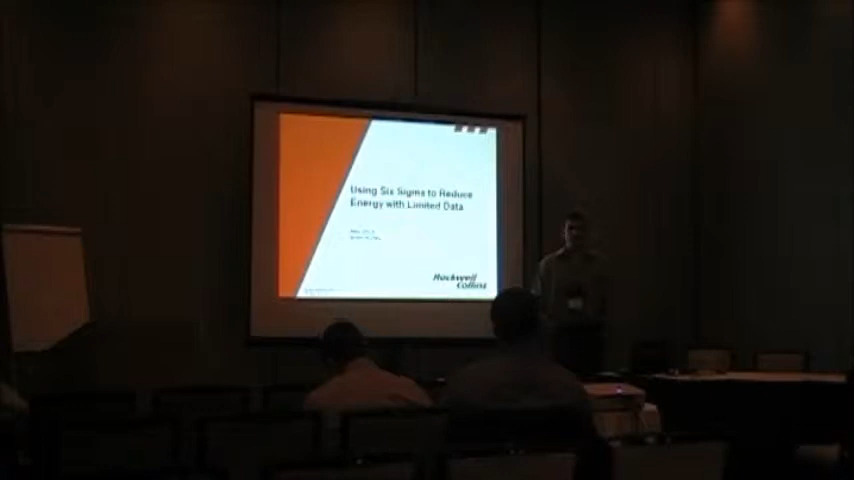 Using Six Sigma to Reduce
Energy with Limited Data
Rockwell
Collins